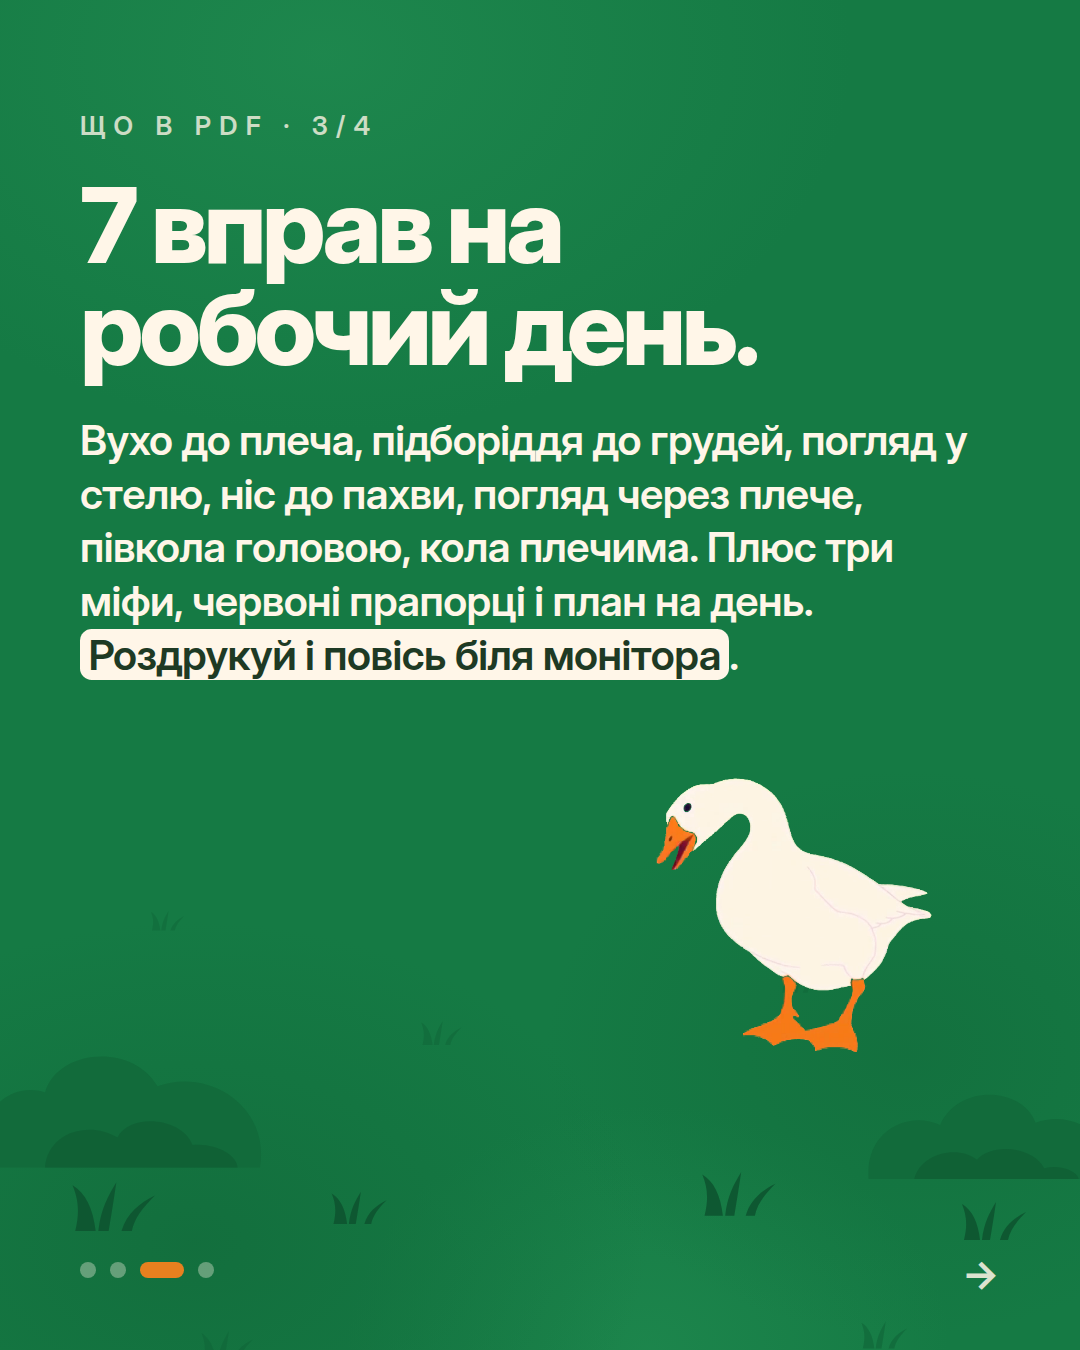 ЩО В PDF · 3/4
7 вправ на
робочий день.
Вухо до плеча, підборіддя до грудей, погляд у
стелю, ніс до пахви, погляд через плече,
півкола головою, кола плечима. Плюс три
міфи, червоні прапорці і план на день.
Роздрукуй і повісь біля монітора.
→